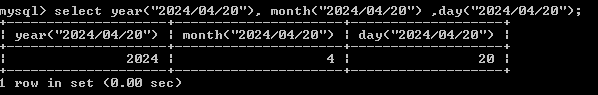 mysql> select year("2024/04/20"), month("2024/04/20") ,day("2024/04/20");
+--------------------+---------------------+-------------------+
| year("2024/04/20") | month("2024/04/20") | day("2024/04/20") |
+--------------------+---------------------+-------------------+
| 2024 | 4 | 20 |
+--------------------+---------------------+-------------------+
1 row in set (0.00 sec)